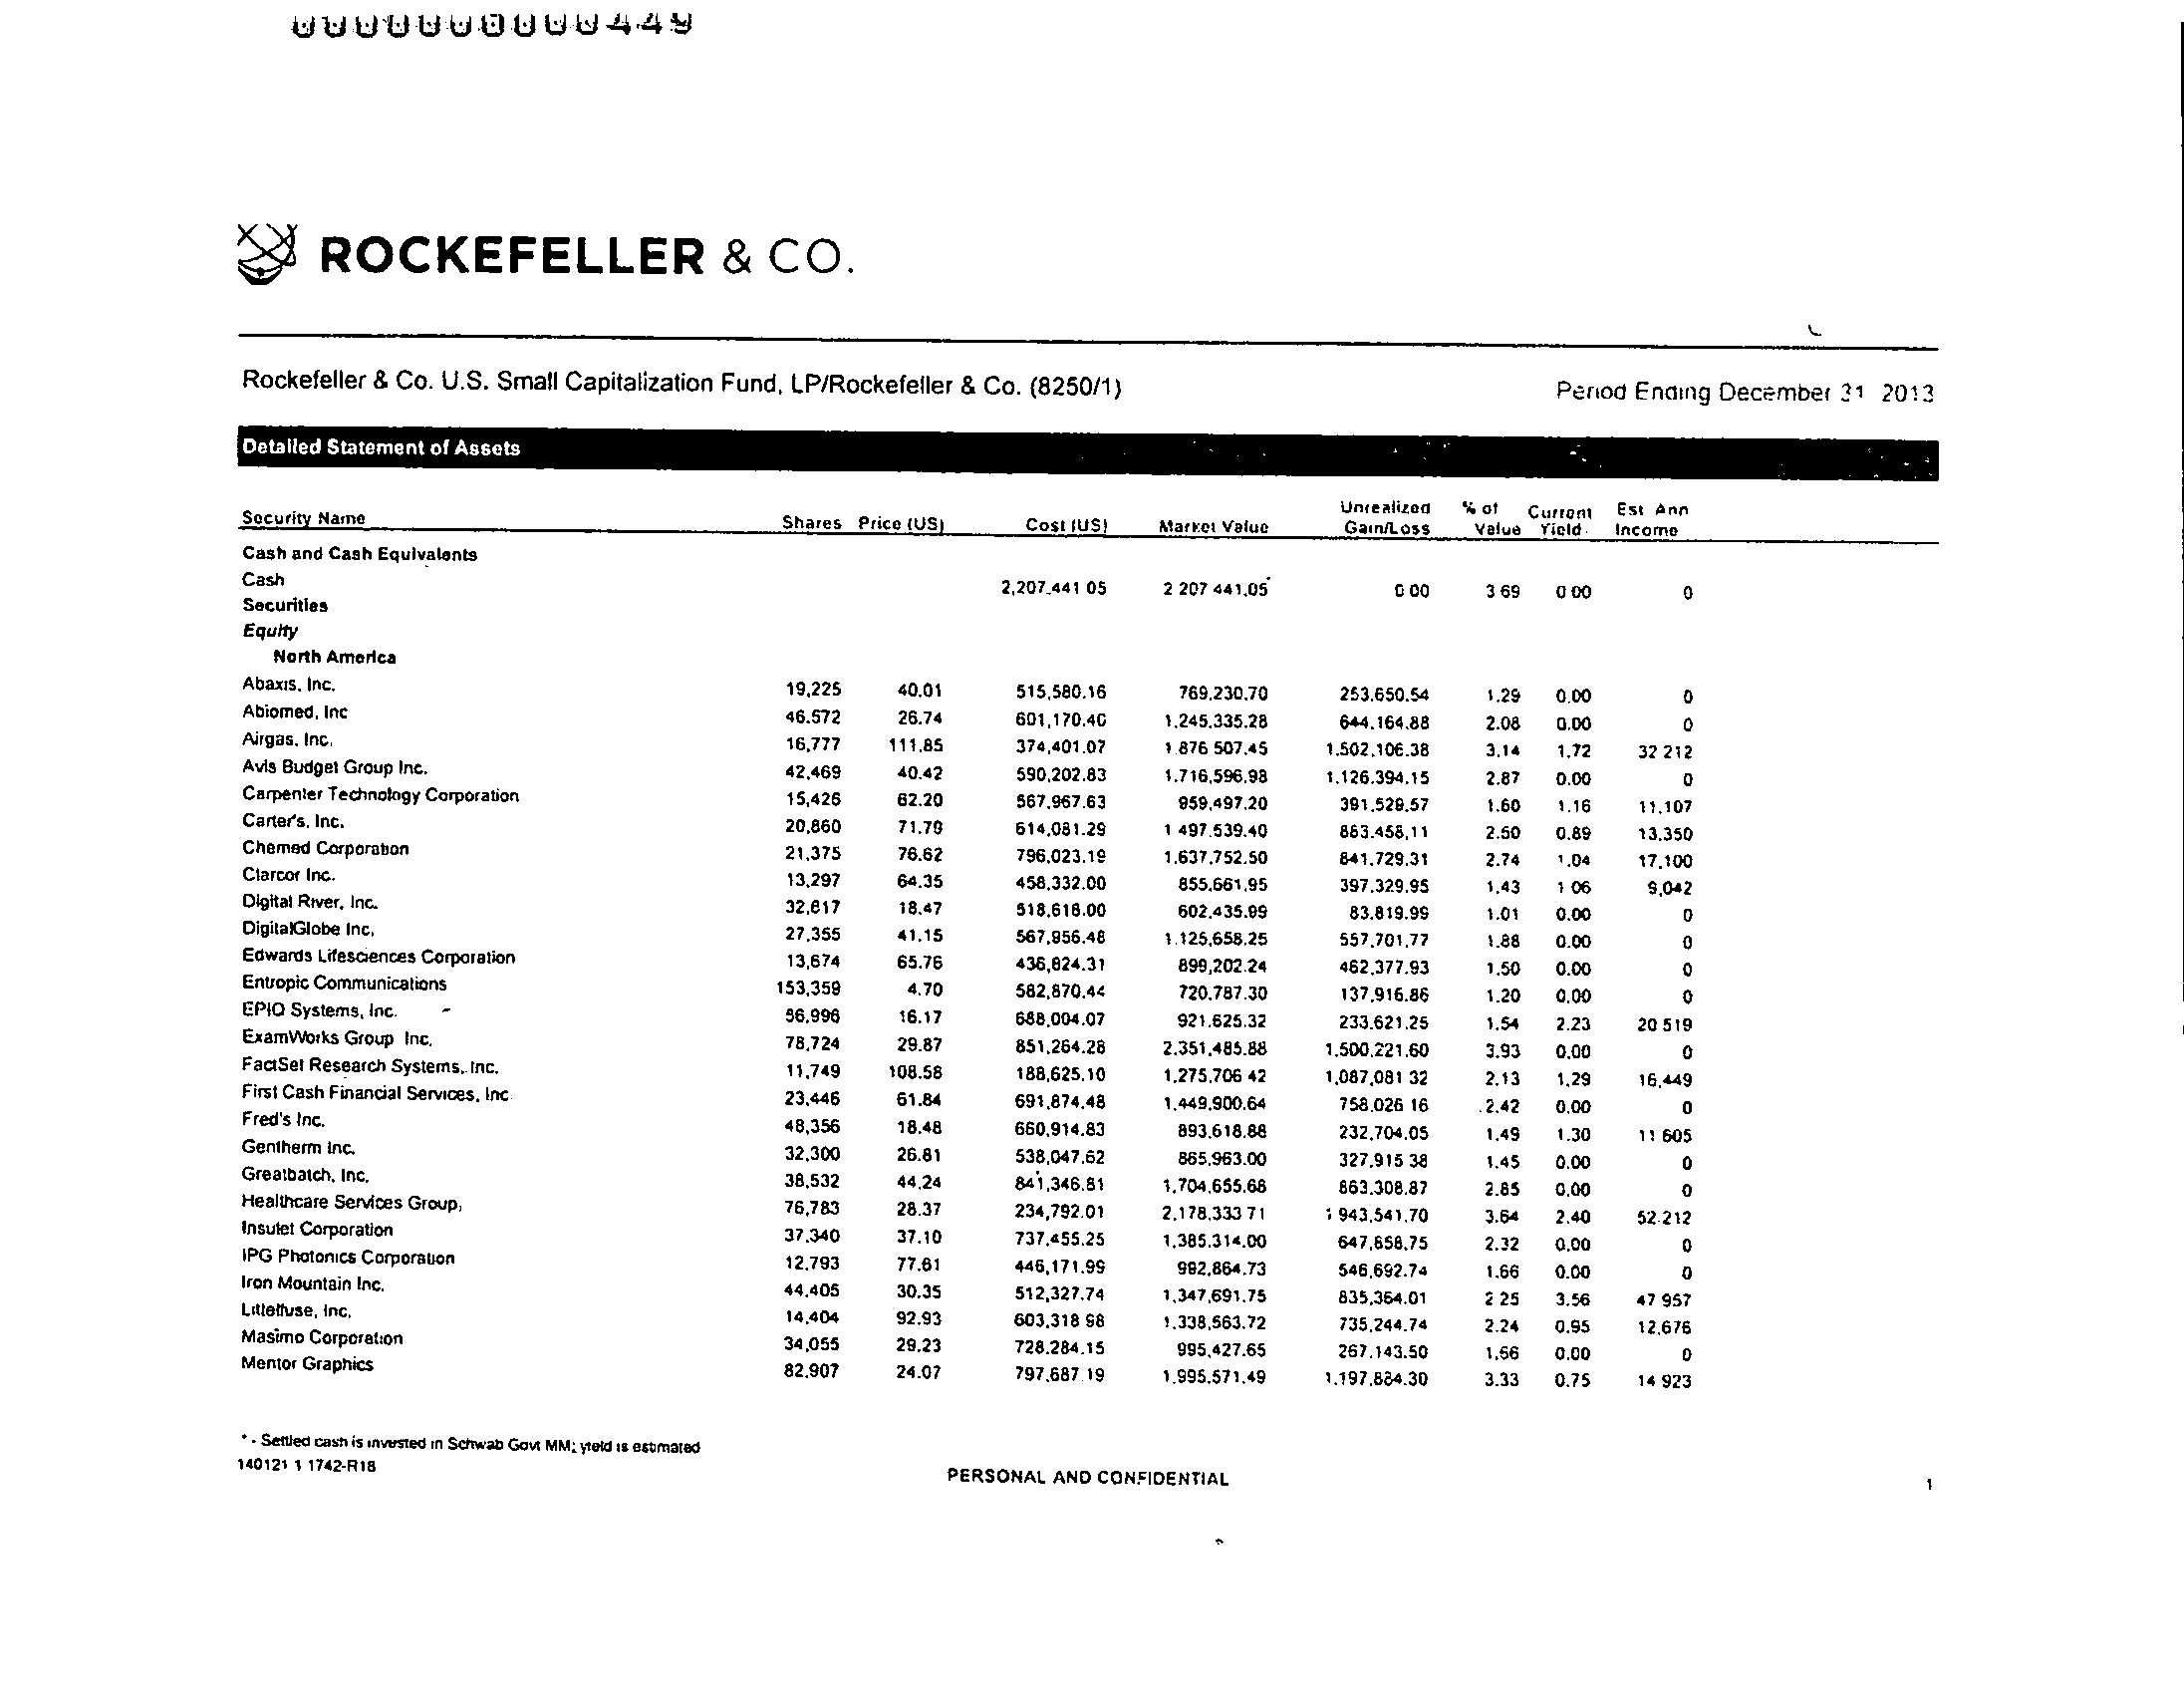 0000000000449
ROCKEFELLER & CO.
Rockefeller & Co. U.S. Small Capitalization Fund, LP/Rockefeller & Co. (8250/1) Period Ending December 31 2013
Detailed Statement of Assets
Security Name Shares Price (US) Cost (US) Market Value Unrealized Gain/Loss % of Value Current Yield Est Ann Income
Cash and Cash Equivalents
Cash 2,207,441 05 2 207 441.05* 0 00 3 69 0 00 0
Securities
Equity
North America
Abaxis, Inc. 19,225 40.01 515,580.16 769,230.70 253,650.54 1.29 0.00 0
Abiomed, Inc 46,572 26.74 601,170.40 1,245,335.28 644,164.88 2.08 0.00 0
Airgas, Inc. 16,777 111.85 374,401.07 1 876 507.45 1,502,106.38 3.14 1.72 32 212
Avis Budget Group Inc. 42,469 40.42 590,202.83 1,716,596.98 1,126,394.15 2.87 0.00 0
Carpenter Technology Corporation 15,426 62.20 567,967.63 959,497.20 391,529.57 1.60 1.16 11,107
Carter's, Inc. 20,860 71.79 614,081.29 1 497,539.40 883,458.11 2.50 0.89 13,350
Chemed Corporation 21,375 76.62 796,023.19 1,637,752.50 841,729.31 2.74 1.04 17,100
Clarcor Inc. 13,297 64.35 458,332.00 855,661.95 397,329.95 1.43 1 06 9,042
Digital River, Inc. 32,617 18.47 518,616.00 602,435.99 83,819.99 1.01 0.00 0
DigitalGlobe Inc. 27,355 41.15 567,956.48 1,125,658.25 557,701.77 1.88 0.00 0
Edwards Lifesciences Corporation 13,674 65.76 436,824.31 899,202.24 462,377.93 1.50 0.00 0
Entropic Communications 153,359 4.70 582,870.44 720,787.30 137,916.86 1.20 0.00 0
EPIQ Systems, Inc. 56,996 16.17 688,004.07 921,625.32 233,621.25 1.54 2.23 20 519
ExamWorks Group Inc. 78,724 29.87 851,264.28 2,351,485.88 1,500,221.60 3.93 0.00 0
FactSet Research Systems, Inc. 11,749 108.58 188,625.10 1,275,706 42 1,087,081 32 2.13 1.29 16,449
First Cash Financial Services, Inc 23,446 61.84 691,874.48 1,449,900.64 758,026 16 2.42 0.00 0
Fred's Inc. 48,356 18.48 660,914.83 893,618.88 232,704.05 1.49 1.30 11 605
Gentherm Inc. 32,300 26.81 538,047.62 865,963.00 327,915 38 1.45 0.00 0
Greatbatch, Inc. 38,532 44.24 841,346.81 1,704,655.68 863,308.87 2.85 0.00 0
Healthcare Services Group, 76,783 28.37 234,792.01 2,178,333 71 1 943,541.70 3.64 2.40 52,212
Insulet Corporation 37,340 37.10 737,455.25 1,385,314.00 647,858.75 2.32 0.00 0
IPG Photonics Corporation 12,793 77.61 446,171.99 992,864.73 546,692.74 1.66 0.00 0
Iron Mountain Inc. 44,405 30.35 512,327.74 1,347,691.75 835,364.01 2 25 3.56 47 957
Littelfuse, Inc. 14,404 92.93 603,318 98 1,338,563.72 735,244.74 2.24 0.95 12,676
Masimo Corporation 34,055 29.23 728,284.15 995,427.65 267,143.50 1.66 0.00 0
Mentor Graphics 82,907 24.07 797,687 19 1,995,571.49 1,197,884.30 3.33 0.75 14 923
* - Settled cash is invested in Schwab Govt MM; yield is estimated
140121 1 1742-R18
PERSONAL AND CONFIDENTIAL
1